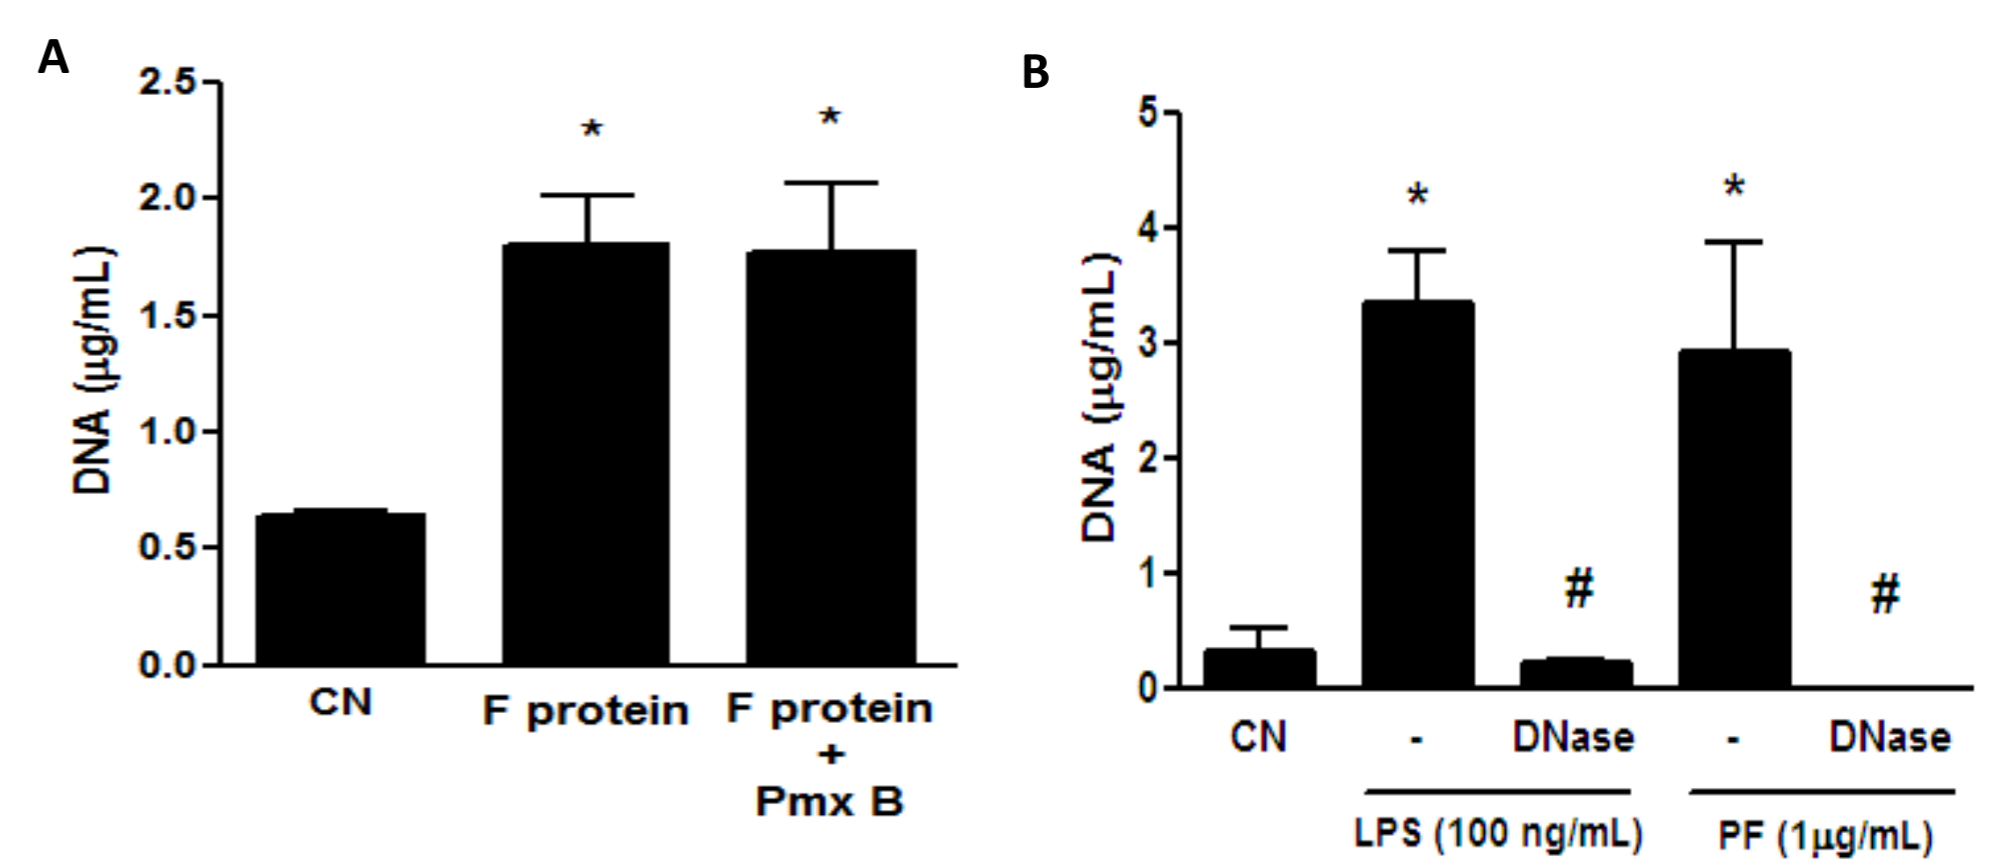 A
2.5
2.0
1.5
1.0
0.5
0.0
DNA (µg/mL)
*
*
CN
F protein
F protein
+
Pmx B
B
5
4
3
2
1
0
DNA (µg/mL)
*
#
*
#
CN
-
DNase
-
DNase
LPS (100 ng/mL)
PF (1µg/mL)